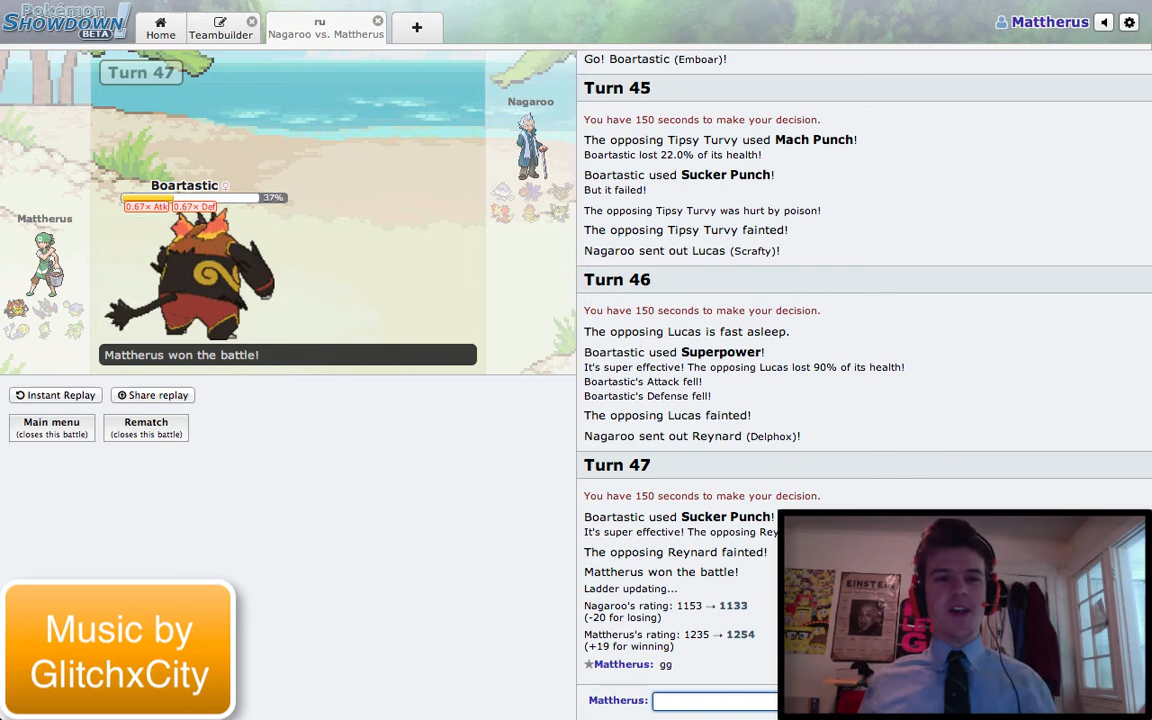 Pokémon
SHOWDOWN!
BETA
Home
Teambuilder
ru
Nagaroo vs. Mattherus
Mattherus
Turn 47
Nagaroo
Boartastic ♀
37%
0.67× Atk 0.67× Def
Mattherus
Mattherus won the battle!
Instant Replay
Share replay
Main menu
(closes this battle)
Rematch
(closes this battle)
Go! Boartastic (Emboar)!
Turn 45
You have 150 seconds to make your decision.
The opposing Tipsy Turvy used Mach Punch!
Boartastic lost 22.0% of its health!
Boartastic used Sucker Punch!
But it failed!
The opposing Tipsy Turvy was hurt by poison!
The opposing Tipsy Turvy fainted!
Nagaroo sent out Lucas (Scrafty)!
Turn 46
You have 150 seconds to make your decision.
The opposing Lucas is fast asleep.
Boartastic used Superpower!
It's super effective! The opposing Lucas lost 90% of its health!
Boartastic's Attack fell!
Boartastic's Defense fell!
The opposing Lucas fainted!
Nagaroo sent out Reynard (Delphox)!
Turn 47
You have 150 seconds to make your decision.
Boartastic used Sucker Punch!
It's super effective! The opposing Rey
The opposing Reynard fainted!
Mattherus won the battle!
Ladder updating...
Nagaroo's rating: 1153 → 1133
(-20 for losing)
Mattherus's rating: 1235 → 1254
(+19 for winning)
★Mattherus: gg
Mattherus:
EINSTEIN
Music by
GlitchxCity